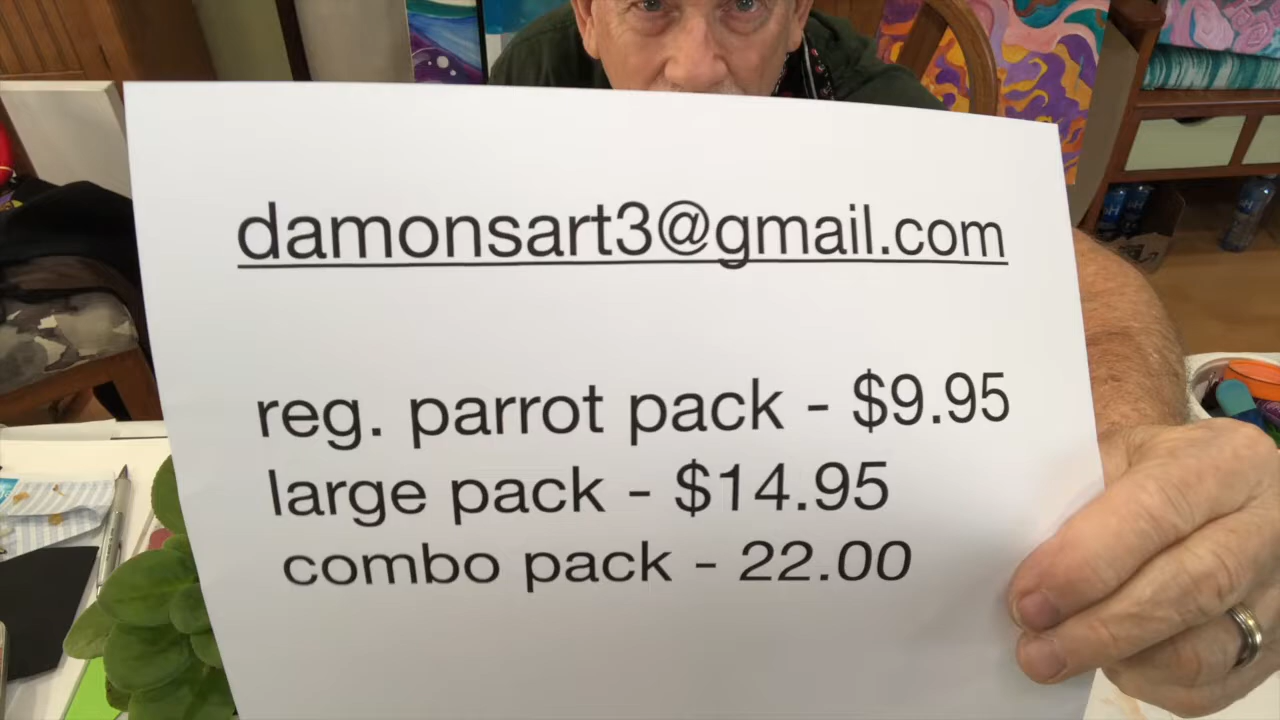 damonsart3@gmail.com
reg. parrot pack - $9.95
large pack - $14.95
combo pack - 22.00